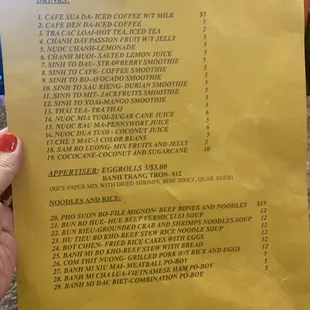 DRINKS:
1. CAFE SUA DA- ICED COFFEE W/T MILK $5
2. CAFE DEN DA-ICED COFFEE 5
3. TRA CAC LOAI-HOT TEA, ICED TEA 2
4. CHANH DAY-PASSION FRUIT W/Y JELLY 5
5. NUOC CHANH-LEMONADE 5
6. CHANH MUOI- SALTED LEMON JUICE 5
7. SINH TO DAU- STRAWBERRY SMOOTHIE 5
8. SINH TO CAFE- COFFEE SMOOTHIE 5
9. SINH TO BO-AVOCADO SMOOTHIE 5
10. SINH TO SAU RIENG- DURIAN SMOOTHIE 5
11. SINH TO MIT- JACKFRUITS SMOOTHIE 5
12. SINH TO XOAI-MANGO SMOOTHIE 5
13. THAI TEA- TRA THAI 5
14. NUOC MIA TUOI-SUGAR CANE JUICE 6
15. NUOC RAU MA-PENNYWORT JUICE 5
16. NUOC DUA TUOI - COCONUT JUICE 6
17. CHE 3 MAU-3 COLOR BEANS 5
18. SAM BO LUONG- MIX FRUITS AND JELLY 5
19. COCOCANE-COCONUT AND SUGARCANE 10
APPERTISER: EGGROLLS 3/$5.00
BANH TRANG TRON- $12
(RICE PAPER MIX WITH DRIED SHRIMPS, BEEF JERKY, QUAIL EGGS)
NOODLES AND RICE:
20. PHO SUON BO-FILE MIGNON- BEEF BONES AND NOODLES $15
21. BUN BO HUE- HUE BEEF VERMICELLI SOUP 12
22. BUN RIEU-GROUNDED CRAB AND SHRIMPS NOODLES-SOUP 12
23. HU TIEU BO KHO-BEEF STEW RICE NOODLE SOUP 12
24. BOT CHIEN- FRIED RICE CAKES WITH EGGS 12
25. BANH MI BO KHO-BEEF STEW WITH BREAD 12
26. COM THIT NUONG- GRILLED PORK W/T RICE AND EGGS
27. BANH MI XIU MAI- MEATBALL PO-BOY
28. BANH MI CHA LUA-VIETNAMESE HAM PO-BOY
29. BANH MI DAC BIET-COMBINATION PO-BOY